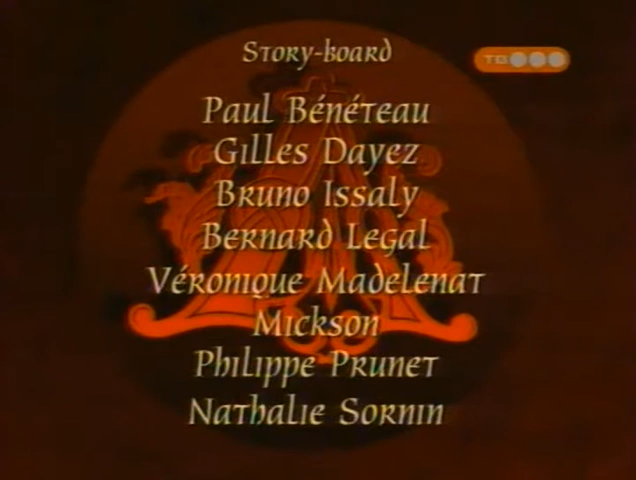 Story-board
Paul Bénéteau
Gilles Dayez
Bruno Issaly
Bernard Legal
Véronique Madelenat
Mickson
Philippe Prunet
Nathalie Sornin